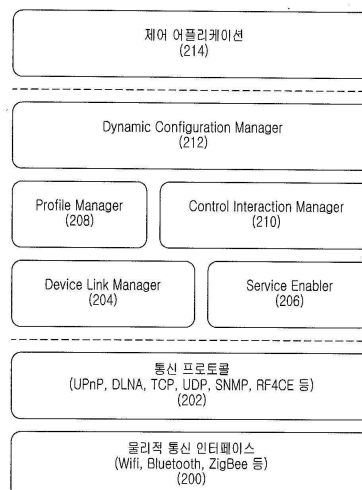 제어 어플리케이션
(214)
Dynamic Configuration Manager
(212)
Profile Manager
(208)
Control Interaction Manager
(210)
Device Link Manager
(204)
Service Enabler
(206)
통신 프로토콜
(UPnP, DLNA, TCP, UDP, SNMP, RF4CE 등)
(202)
물리적 통신 인터페이스
(Wifi, Bluetooth, ZigBee 등)
(200)